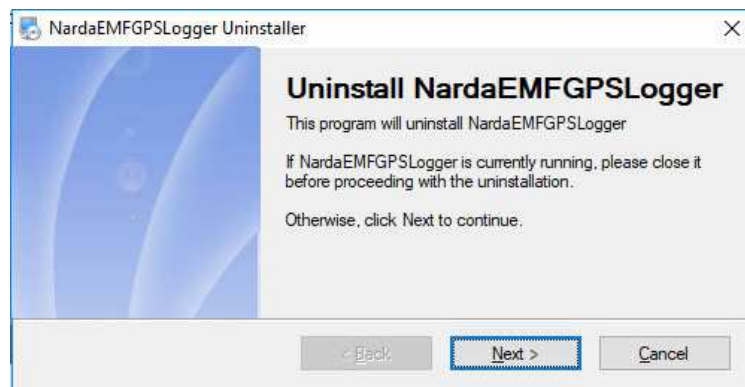 NardaEMFGPSLogger Uninstaller
Uninstall NardaEMFGPSLogger
This program will uninstall NardaEMFGPSLogger
If NardaEMFGPSLogger is currently running, please close it
before proceeding with the uninstallation.
Otherwise, click Next to continue.
< Back
Next >
Cancel